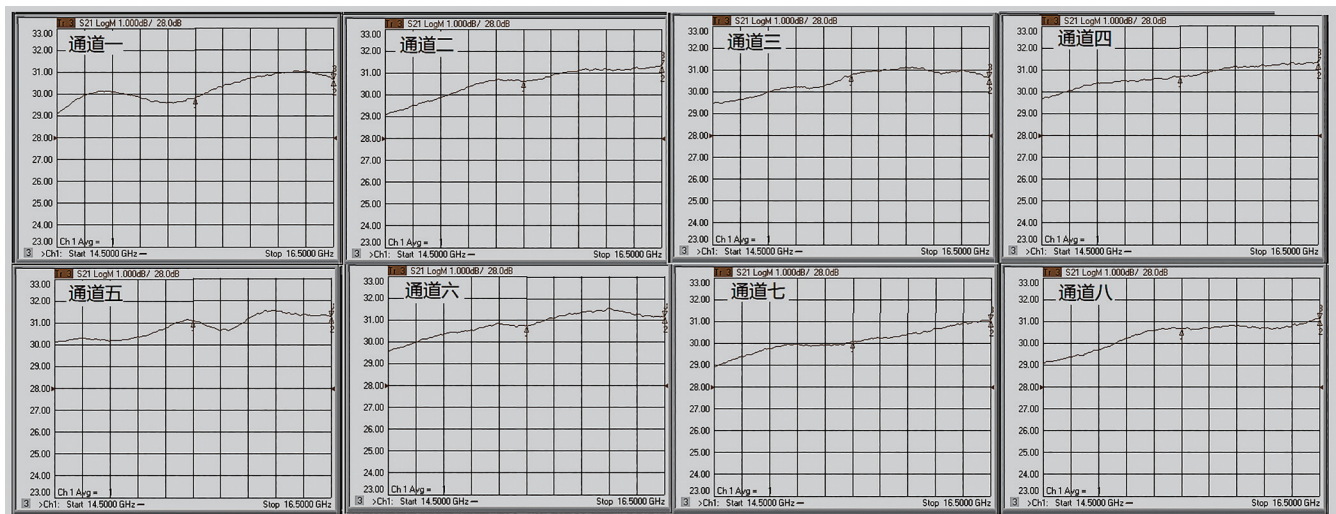 Tr 3 S21 LogM 1.000dB/ 28.0dB
33.00
通道一
32.00
31.00
30.00
29.00
28.00
27.00
26.00
25.00
24.00
23.00
Ch 1 Avg = 1
3 >Ch1: Start 14.5000 GHz — Stop 16.5000 GHz
Tr 3 S21 LogM 1.000dB/ 28.0dB
33.00
通道二
32.00
31.00
30.00
29.00
28.00
27.00
26.00
25.00
24.00
23.00
Ch 1 Avg = 1
3 >Ch1: Start 14.5000 GHz — Stop 16.5000 GHz
Tr 3 S21 LogM 1.000dB/ 28.0dB
33.00
通道三
32.00
31.00
30.00
29.00
28.00
27.00
26.00
25.00
24.00
23.00
Ch 1 Avg = 1
3 >Ch1: Start 14.5000 GHz — Stop 16.5000 GHz
Tr 3 S21 LogM 1.000dB/ 28.0dB
33.00
通道四
32.00
31.00
30.00
29.00
28.00
27.00
26.00
25.00
24.00
23.00
Ch 1 Avg = 1
3 >Ch1: Start 14.5000 GHz — Stop 16.5000 GHz
Tr 3 S21 LogM 1.000dB/ 28.0dB
33.00
通道五
32.00
31.00
30.00
29.00
28.00
27.00
26.00
25.00
24.00
23.00
Ch 1 Avg = 1
3 >Ch1: Start 14.5000 GHz — Stop 16.5000 GHz
Tr 3 S21 LogM 1.000dB/ 28.0dB
33.00
通道六
32.00
31.00
30.00
29.00
28.00
27.00
26.00
25.00
24.00
23.00
Ch 1 Avg = 1
3 >Ch1: Start 14.5000 GHz — Stop 16.5000 GHz
Tr 3 S21 LogM 1.000dB/ 28.0dB
33.00
通道七
32.00
31.00
30.00
29.00
28.00
27.00
26.00
25.00
24.00
23.00
Ch 1 Avg = 1
3 >Ch1: Start 14.5000 GHz — Stop 16.5000 GHz
Tr 3 S21 LogM 1.000dB/ 28.0dB
33.00
通道八
32.00
31.00
30.00
29.00
28.00
27.00
26.00
25.00
24.00
23.00
Ch 1 Avg = 1
3 >Ch1: Start 14.5000 GHz — Stop 16.5000 GHz